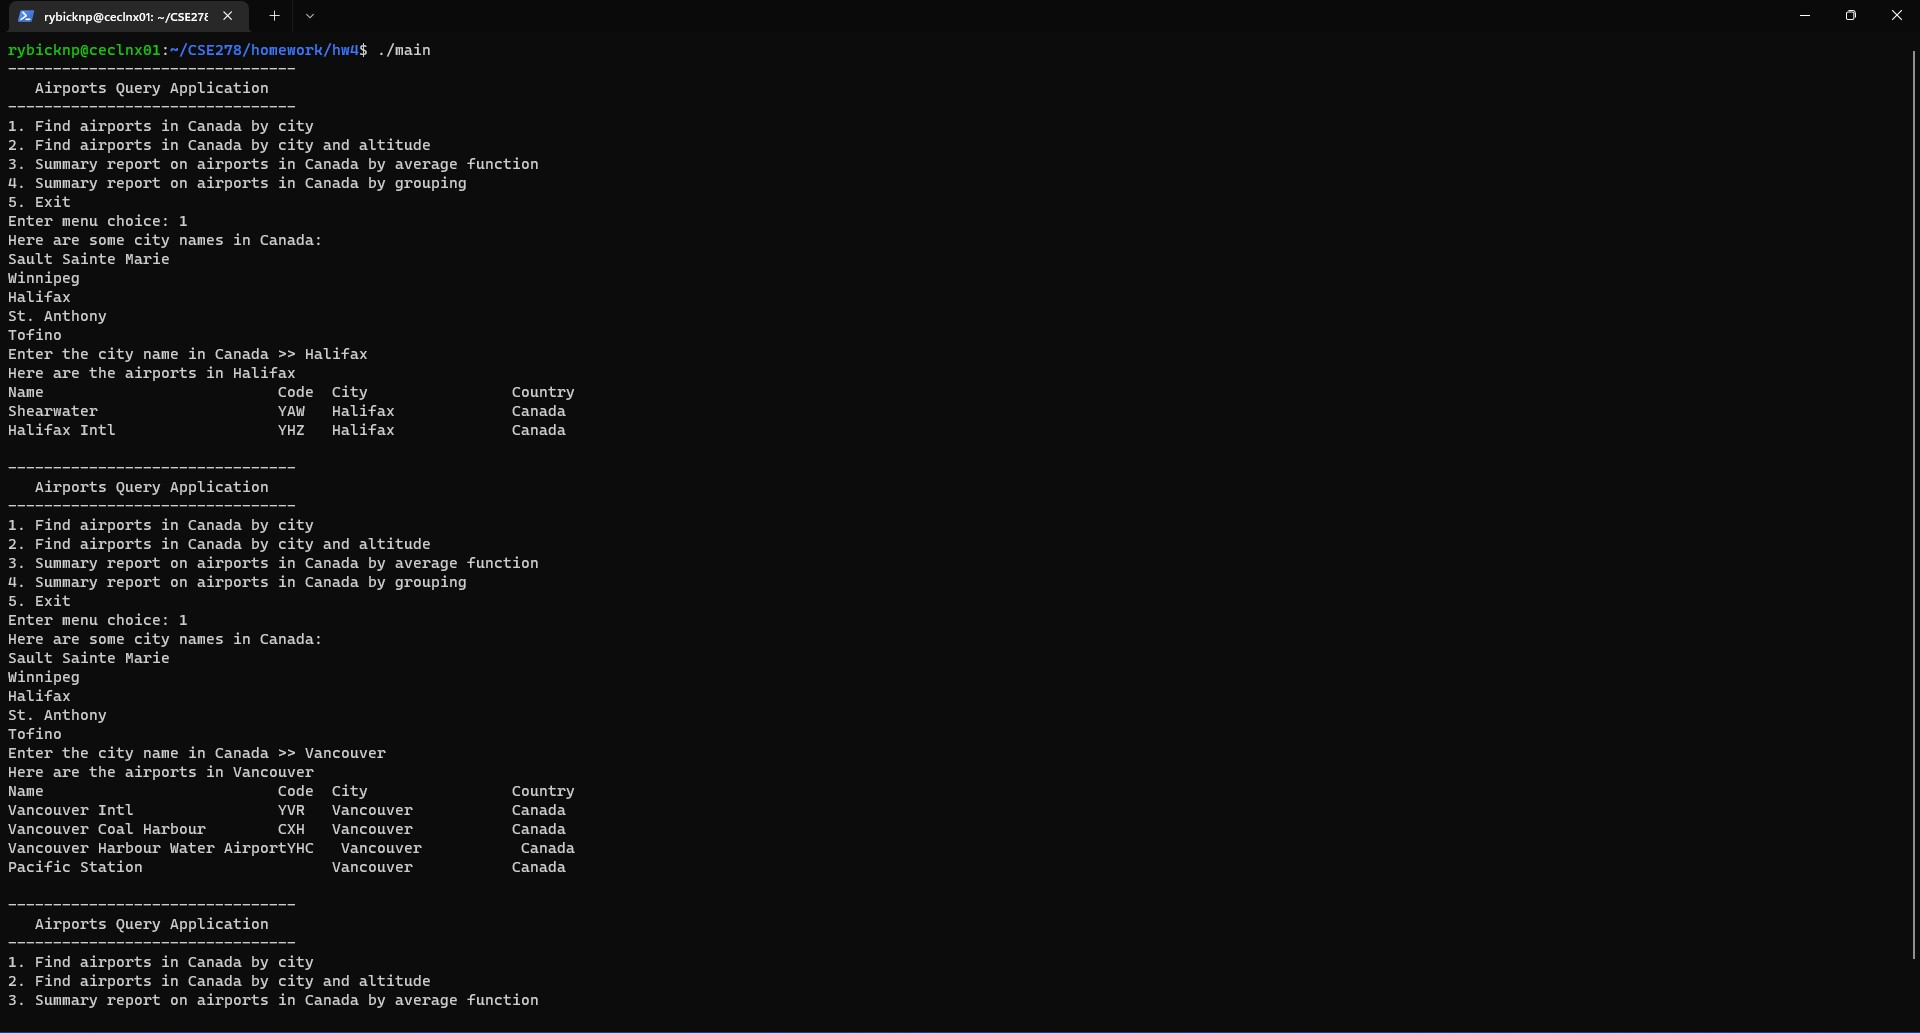 rybicknp@ceclnx01: ~/CSE278
rybicknp@ceclnx01:~/CSE278/homework/hw4$ ./main
--------------------------------
   Airports Query Application
--------------------------------
1. Find airports in Canada by city
2. Find airports in Canada by city and altitude
3. Summary report on airports in Canada by average function
4. Summary report on airports in Canada by grouping
5. Exit
Enter menu choice: 1
Here are some city names in Canada:
Sault Sainte Marie
Winnipeg
Halifax
St. Anthony
Tofino
Enter the city name in Canada >> Halifax
Here are the airports in Halifax
Name                          Code  City                Country
Shearwater                    YAW   Halifax             Canada
Halifax Intl                  YHZ   Halifax             Canada

--------------------------------
   Airports Query Application
--------------------------------
1. Find airports in Canada by city
2. Find airports in Canada by city and altitude
3. Summary report on airports in Canada by average function
4. Summary report on airports in Canada by grouping
5. Exit
Enter menu choice: 1
Here are some city names in Canada:
Sault Sainte Marie
Winnipeg
Halifax
St. Anthony
Tofino
Enter the city name in Canada >> Vancouver
Here are the airports in Vancouver
Name                          Code  City                Country
Vancouver Intl                YVR   Vancouver           Canada
Vancouver Coal Harbour        CXH   Vancouver           Canada
Vancouver Harbour Water AirportYHC   Vancouver           Canada
Pacific Station                     Vancouver           Canada

--------------------------------
   Airports Query Application
--------------------------------
1. Find airports in Canada by city
2. Find airports in Canada by city and altitude
3. Summary report on airports in Canada by average function